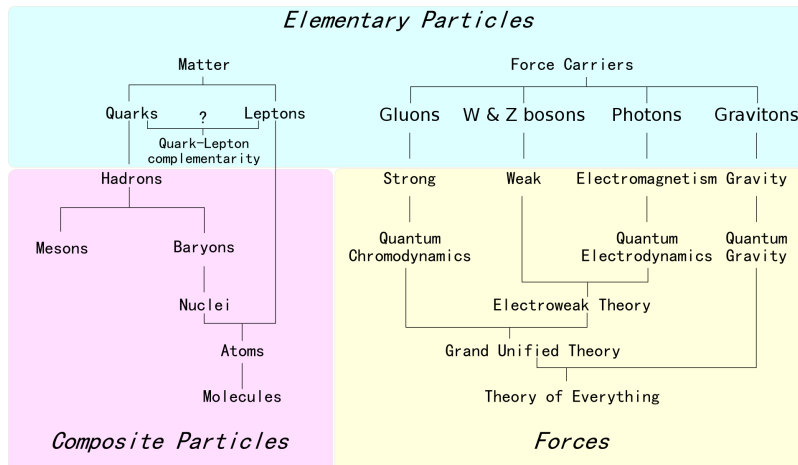 Elementary Particles
Matter
Force Carriers
Quarks
?
Leptons
Gluons
W & Z bosons
Photons
Gravitons
Quark-Lepton
complementarity
Hadrons
Strong
Weak
Electromagnetism
Gravity
Mesons
Baryons
Quantum
Chromodynamics
Quantum
Electrodynamics
Quantum
Gravity
Nuclei
Electroweak Theory
Atoms
Grand Unified Theory
Molecules
Theory of Everything
Composite Particles
Forces